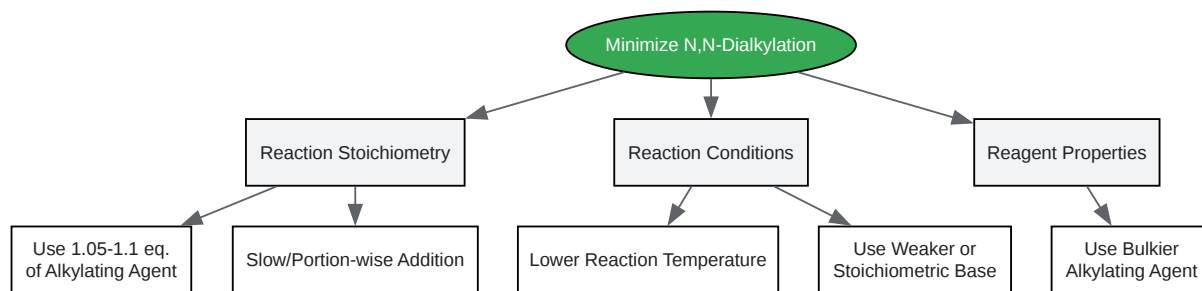 Minimize N,N-Dialkylation
Reaction Stoichiometry
Reaction Conditions
Reagent Properties
Use 1.05-1.1 eq.
of Alkylating Agent
Slow/Portion-wise Addition
Lower Reaction Temperature
Use Weaker or
Stoichiometric Base
Use Bulkier
Alkylating Agent